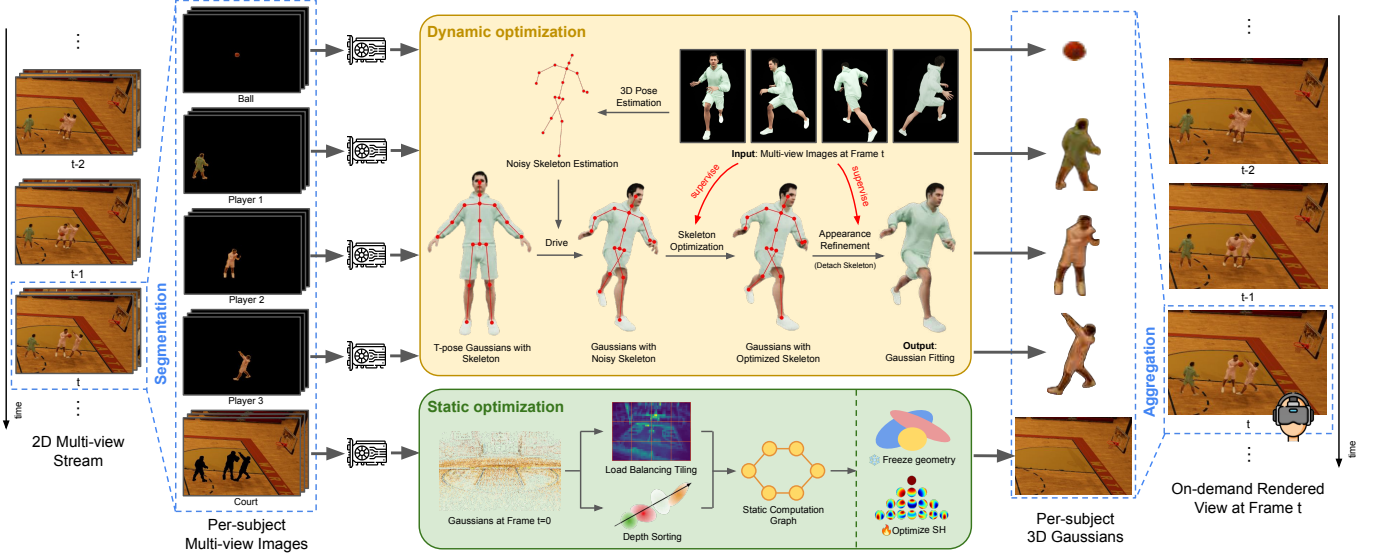 t-2
t-1
t
time
2D Multi-view
Stream
Segmentation
Ball
Player 1
Player 2
Player 3
Court
Per-subject
Multi-view Images
Dynamic optimization
3D Pose
Estimation
Noisy Skeleton Estimation
Input: Multi-view Images at Frame t
supervise
supervise
Drive
Skeleton
Optimization
Appearance
Refinement
(Detach Skeleton)
T-pose Gaussians with
Skeleton
Gaussians with
Noisy Skeleton
Gaussians with
Optimized Skeleton
Output:
Gaussian Fitting
Static optimization
Gaussians at Frame t=0
Load Balancing Tiling
Depth Sorting
Static Computation
Graph
Freeze geometry
Optimize SH
Per-subject
3D Gaussians
Aggregation
t-2
t-1
t
time
On-demand Rendered
View at Frame t